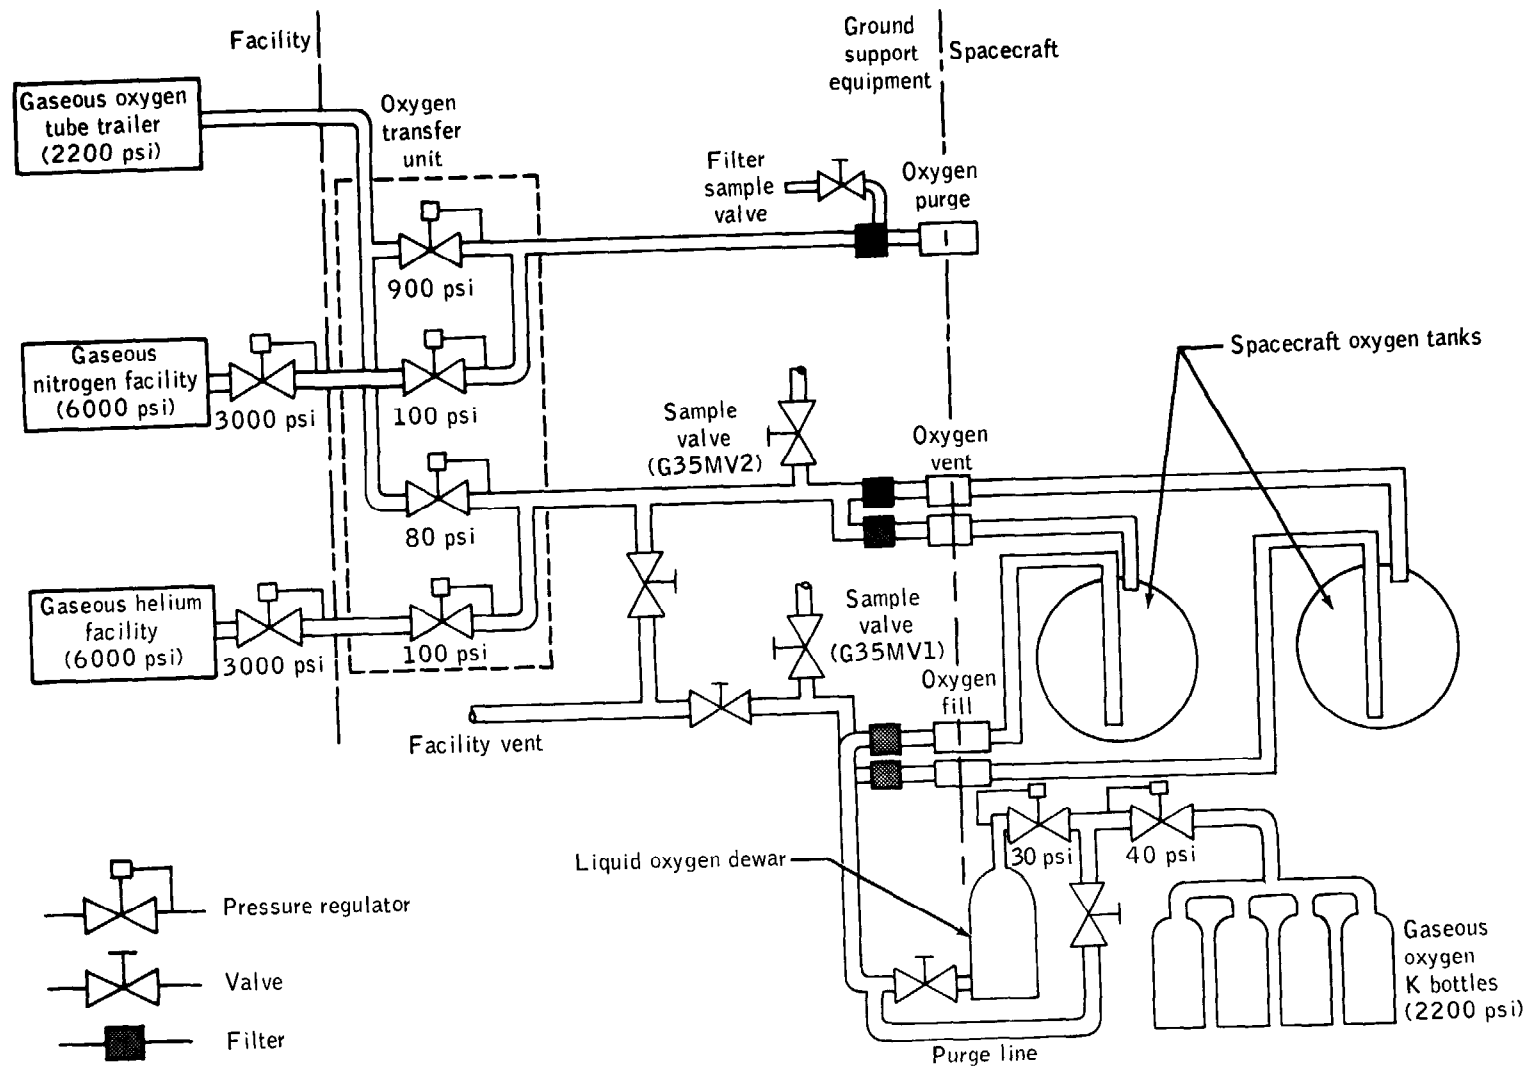 Facility
Ground
support
equipment
Spacecraft
Gaseous oxygen
tube trailer
(2200 psi)
Oxygen
transfer
unit
Filter
sample
valve
Oxygen
purge
900 psi
Gaseous
nitrogen facility
(6000 psi)
3000 psi
100 psi
Spacecraft oxygen tanks
Sample
valve
(G35MV2)
Oxygen
vent
80 psi
Gaseous helium
facility
(6000 psi)
3000 psi
100 psi
Sample
valve
(G35MV1)
Oxygen
fill
Facility vent
30 psi
40 psi
Liquid oxygen dewar
Gaseous
oxygen
K bottles
(2200 psi)
Purge line
Pressure regulator
Valve
Filter